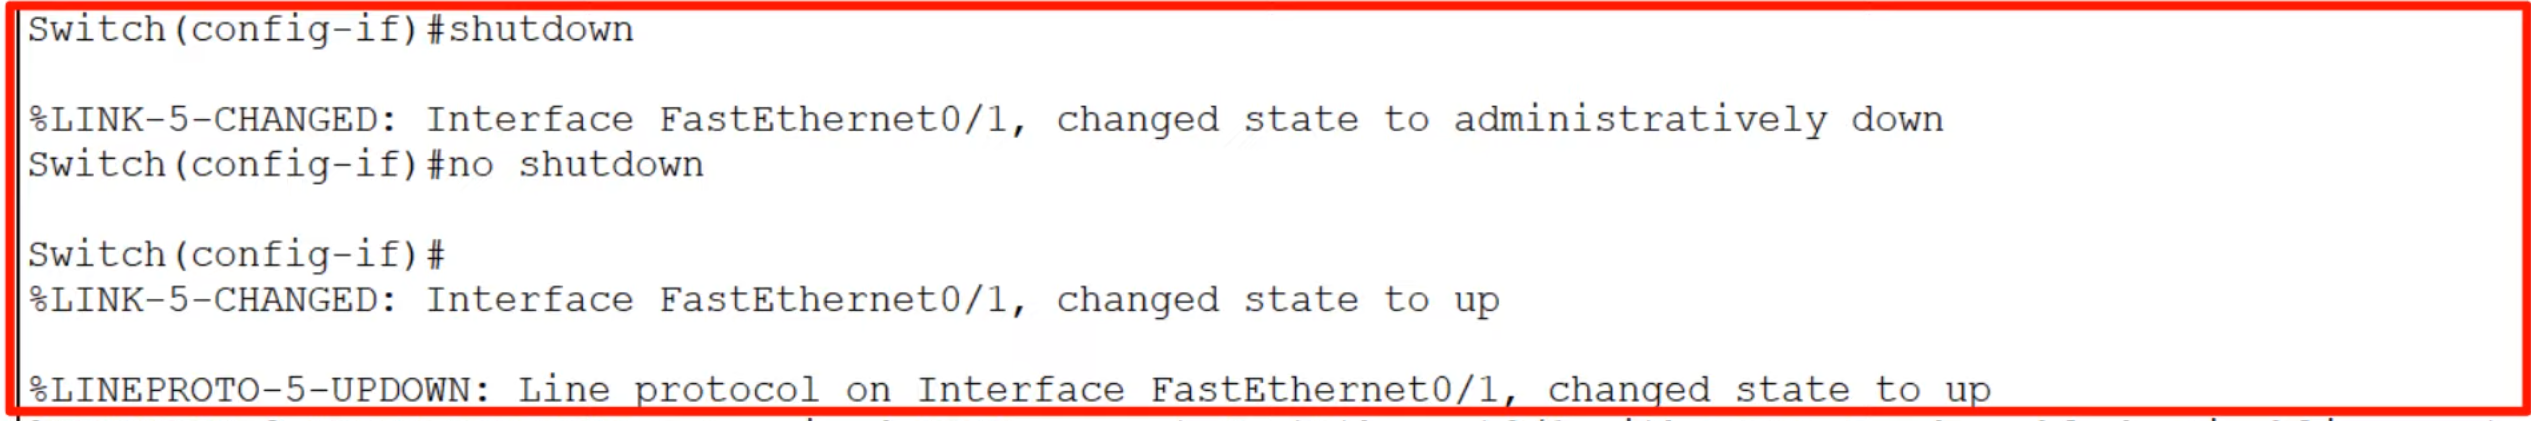 Switch(config-if)#shutdown
%LINK-5-CHANGED: Interface FastEthernet0/1, changed state to administratively down
Switch(config-if)#no shutdown
Switch(config-if)#
%LINK-5-CHANGED: Interface FastEthernet0/1, changed state to up
%LINEPROTO-5-UPDOWN: Line protocol on Interface FastEthernet0/1, changed state to up